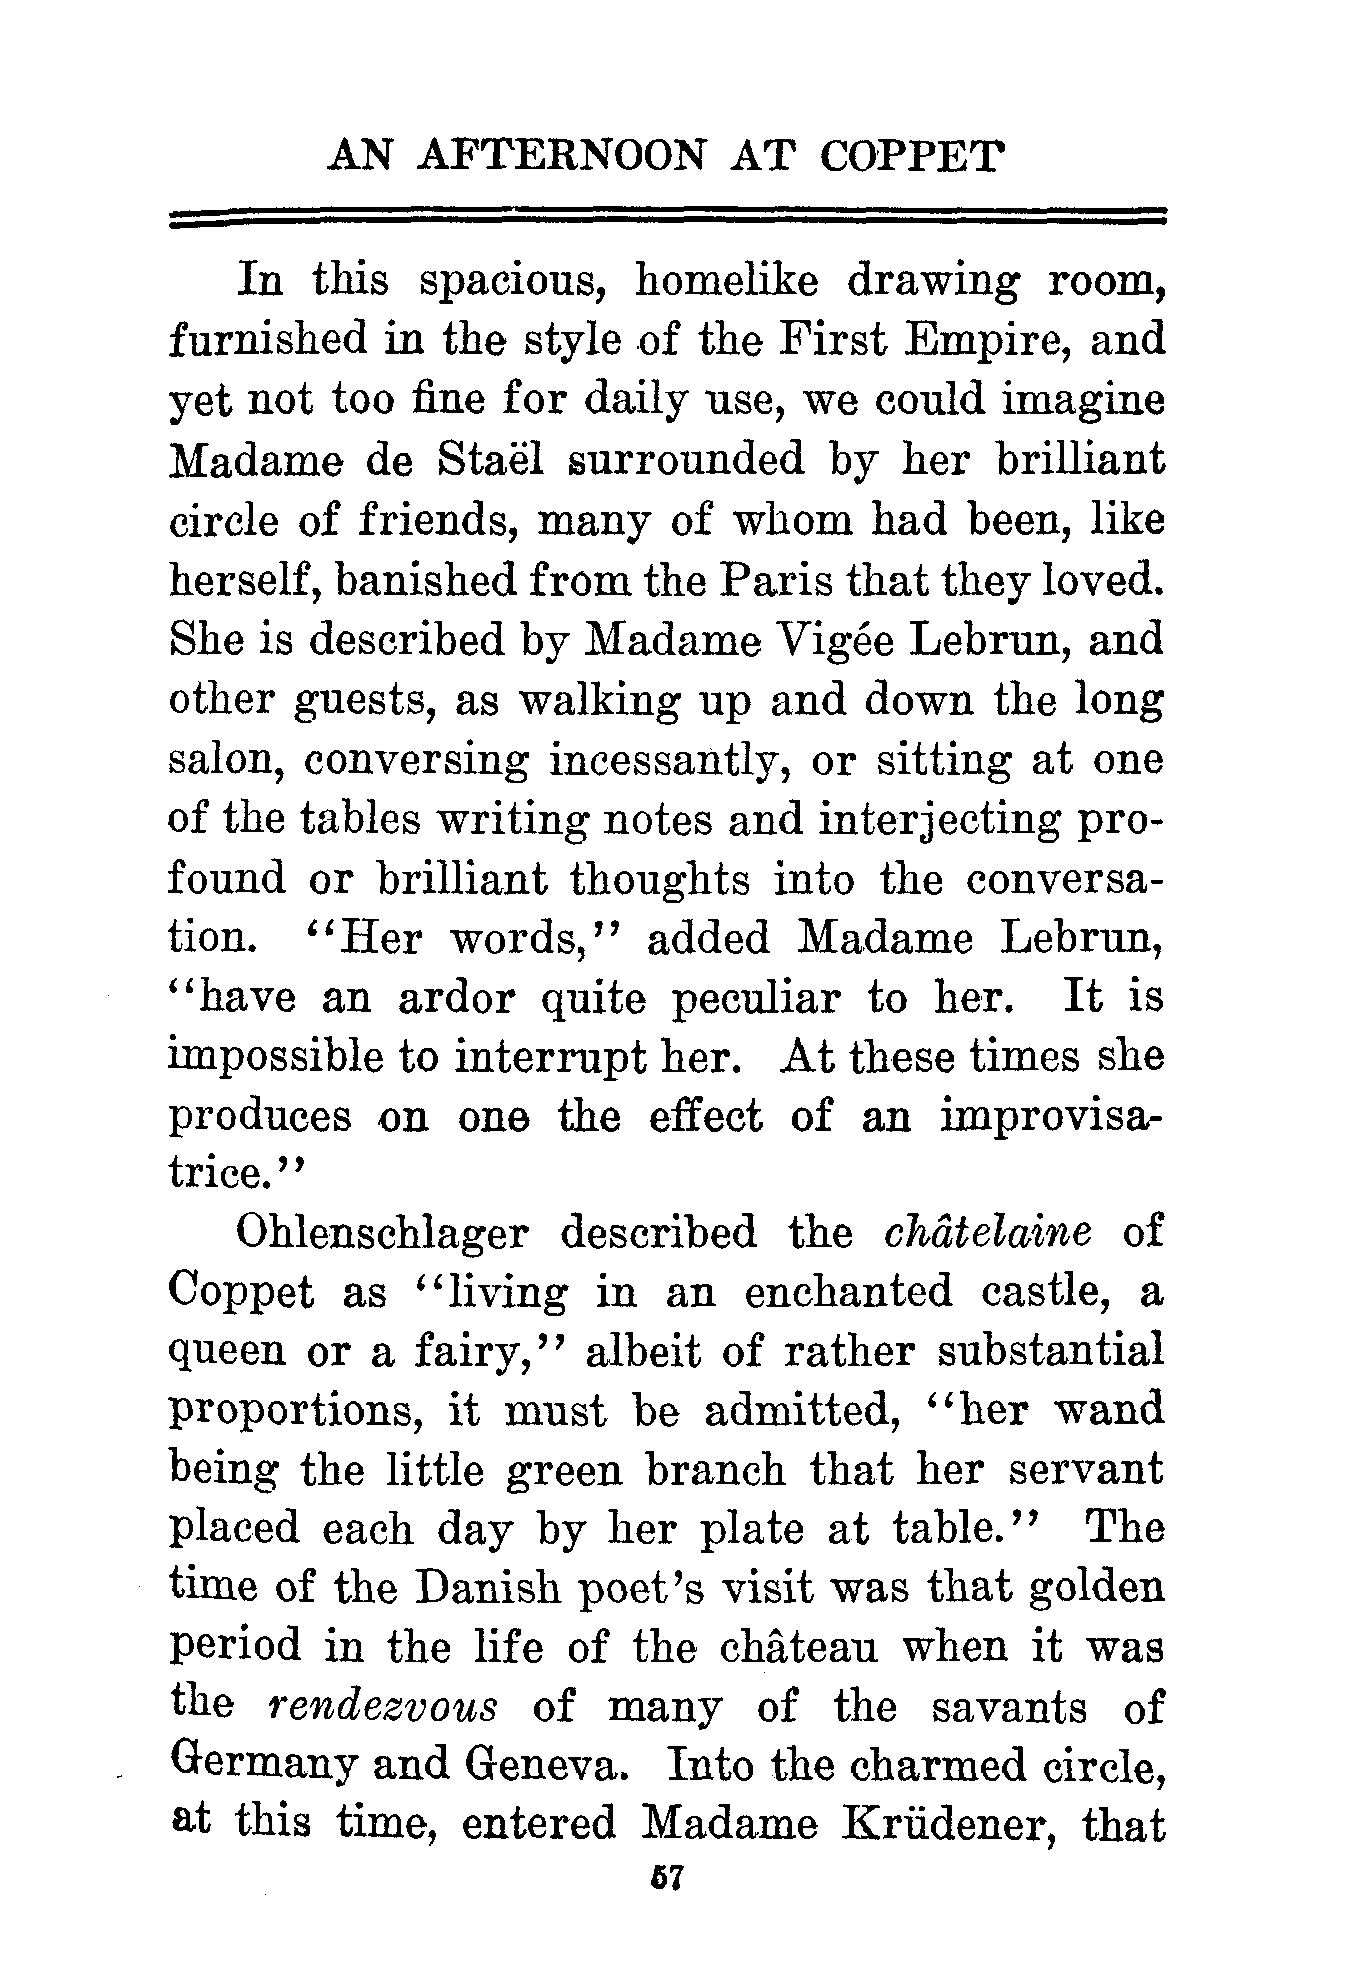 AN AFTERNOON AT COPPET
In this spacious, homelike drawing room,
furnished in the style of the First Empire, and
yet not too fine for daily use, we could imagine
Madame de Staël surrounded by her brilliant
circle of friends, many of whom had been, like
herself, banished from the Paris that they loved.
She is described by Madame Vigée Lebrun, and
other guests, as walking up and down the long
salon, conversing incessantly, or sitting at one
of the tables writing notes and interjecting pro-
found or brilliant thoughts into the conversa-
tion. "Her words," added Madame Lebrun,
"have an ardor quite peculiar to her. It is
impossible to interrupt her. At these times she
produces on one the effect of an improvisa-
trice."
Ohlenschlager described the châtelaine of
Coppet as "living in an enchanted castle, a
queen or a fairy," albeit of rather substantial
proportions, it must be admitted, "her wand
being the little green branch that her servant
placed each day by her plate at table." The
time of the Danish poet's visit was that golden
period in the life of the château when it was
the rendezvous of many of the savants of
Germany and Geneva. Into the charmed circle,
at this time, entered Madame Krüdener, that
57